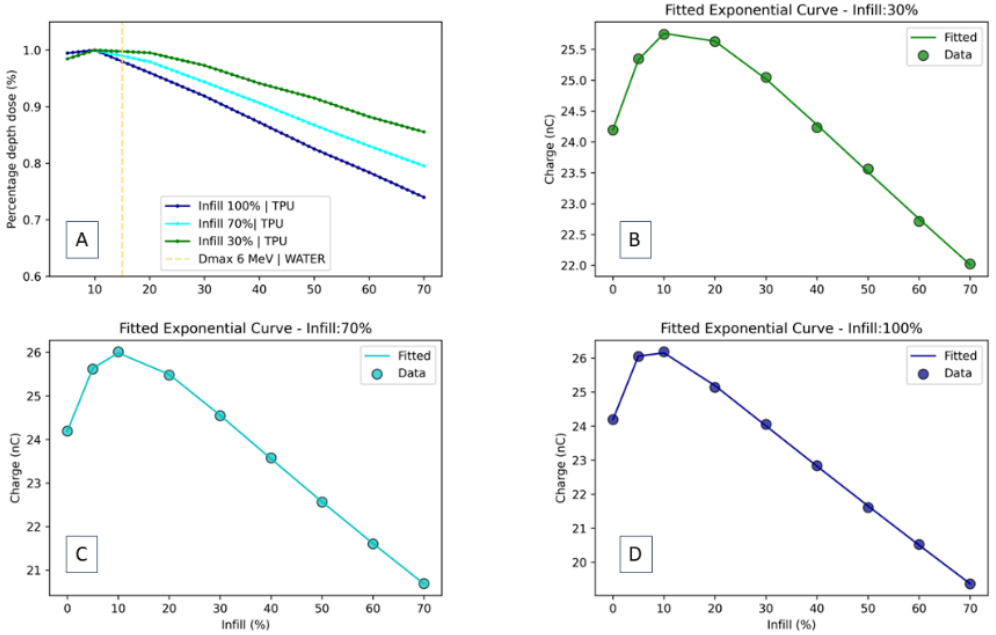 Fitted Exponential Curve - Infill:30%
Percentage depth dose (%)
1.0
0.9
0.8
0.7
0.6
10 20 30 40 50 60 70
Infill 100% | TPU
Infill 70%| TPU
Infill 30% | TPU
Dmax 6 MeV | WATER
A
Charge (nC)
25.5
25.0
24.5
24.0
23.5
23.0
22.5
22.0
0 10 20 30 40 50 60 70
Fitted
Data
B
Fitted Exponential Curve - Infill:70%
Charge (nC)
26
25
24
23
22
21
0 10 20 30 40 50 60 70
Infill (%)
Fitted
Data
C
Fitted Exponential Curve - Infill:100%
Charge (nC)
26
25
24
23
22
21
20
0 10 20 30 40 50 60 70
Infill (%)
Fitted
Data
D